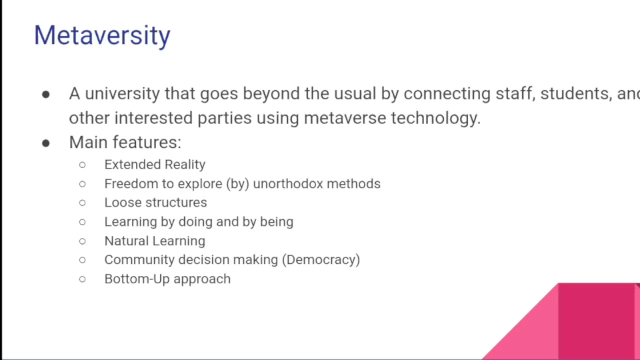 Metaversity
● A university that goes beyond the usual by connecting staff, students, and
other interested parties using metaverse technology.
● Main features:
○ Extended Reality
○ Freedom to explore (by) unorthodox methods
○ Loose structures
○ Learning by doing and by being
○ Natural Learning
○ Community decision making (Democracy)
○ Bottom-Up approach